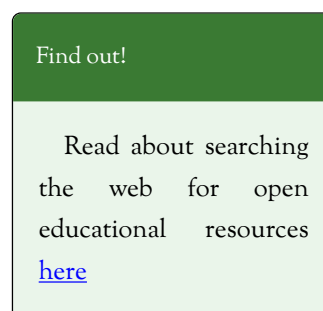 Find out!
Read about searching
the web for open
educational resources
here